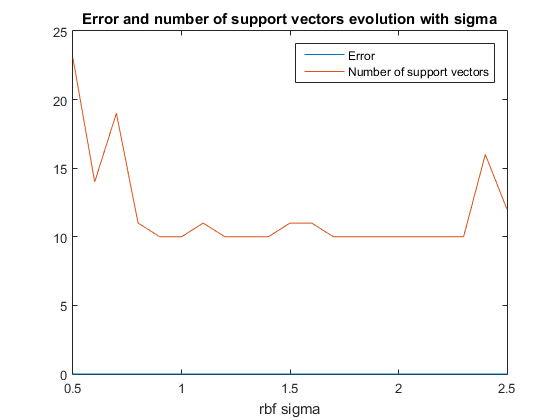 Error and number of support vectors evolution with sigma
Error
Number of support vectors
25
20
15
10
5
0
0.5
1
1.5
2
2.5
rbf sigma